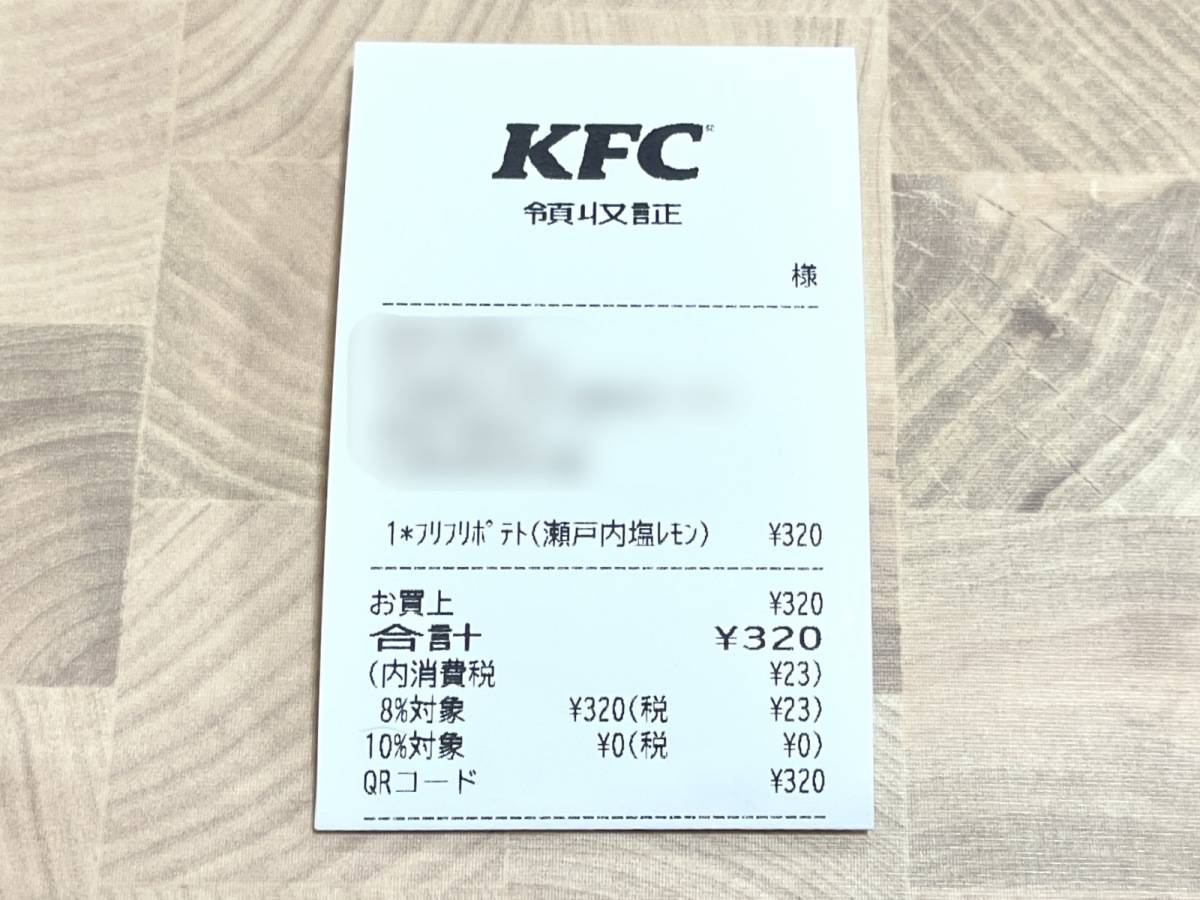 KFC
領収証
様
1*フリフリポテト(瀬戸内塩レモン) ¥320
お買上 ¥320
合計 ¥320
(内消費税 ¥23)
8%対象 ¥320(税 ¥23)
10%対象 ¥0(税 ¥0)
QRコード ¥320